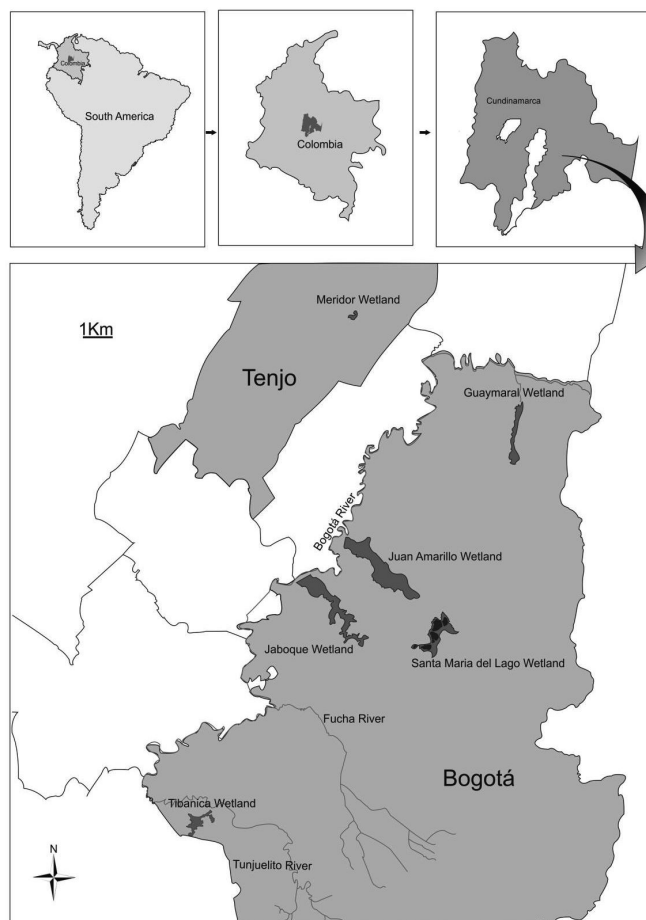 Colombia
South America
Colombia
Cundinamarca
Meridor Wetland
1Km
Tenjo
Guaymaral Wetland
Bogotá River
Juan Amarillo Wetland
Jaboque Wetland
Santa Maria del Lago Wetland
Fucha River
Bogotá
Tibanica Wetland
Tunjuelito River
N